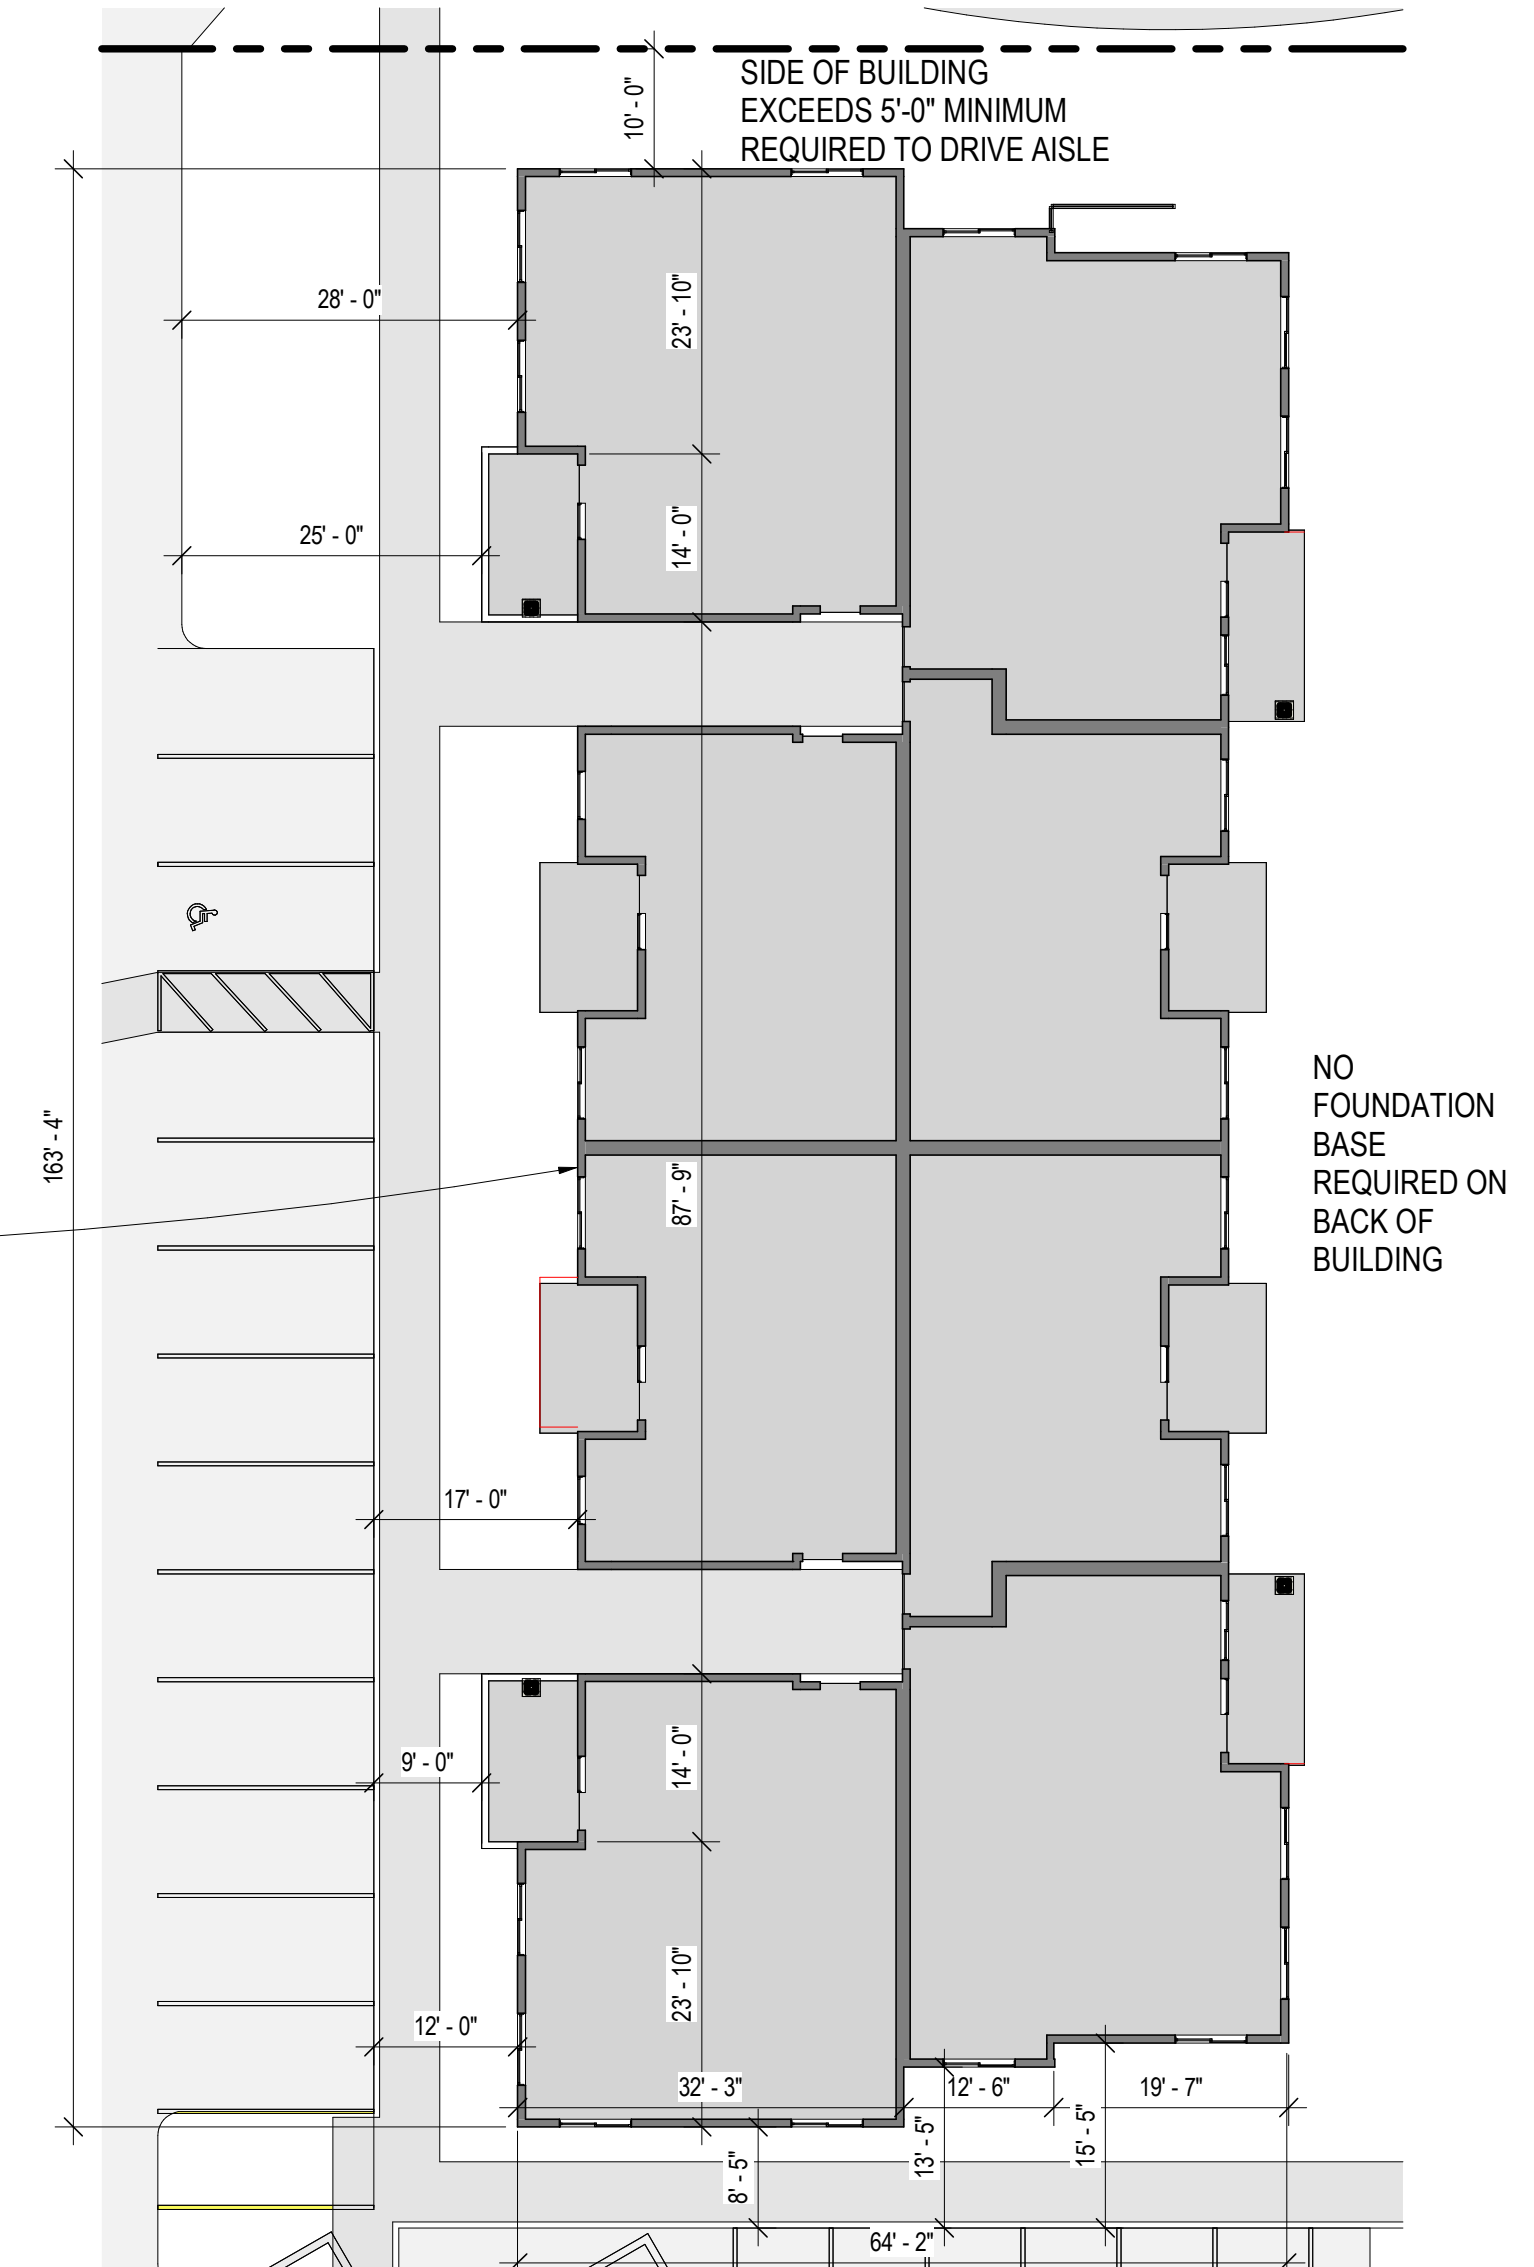 10' - 0"
SIDE OF BUILDING
EXCEEDS 5'-0" MINIMUM
REQUIRED TO DRIVE AISLE
28' - 0"
23' - 10"
25' - 0"
14' - 0"
163' - 4"
87' - 9"
NO
FOUNDATION
BASE
REQUIRED ON
BACK OF
BUILDING
17' - 0"
9' - 0"
14' - 0"
23' - 10"
12' - 0"
32' - 3"
12' - 6"
19' - 7"
8' - 5"
13' - 5"
15' - 5"
64' - 2"